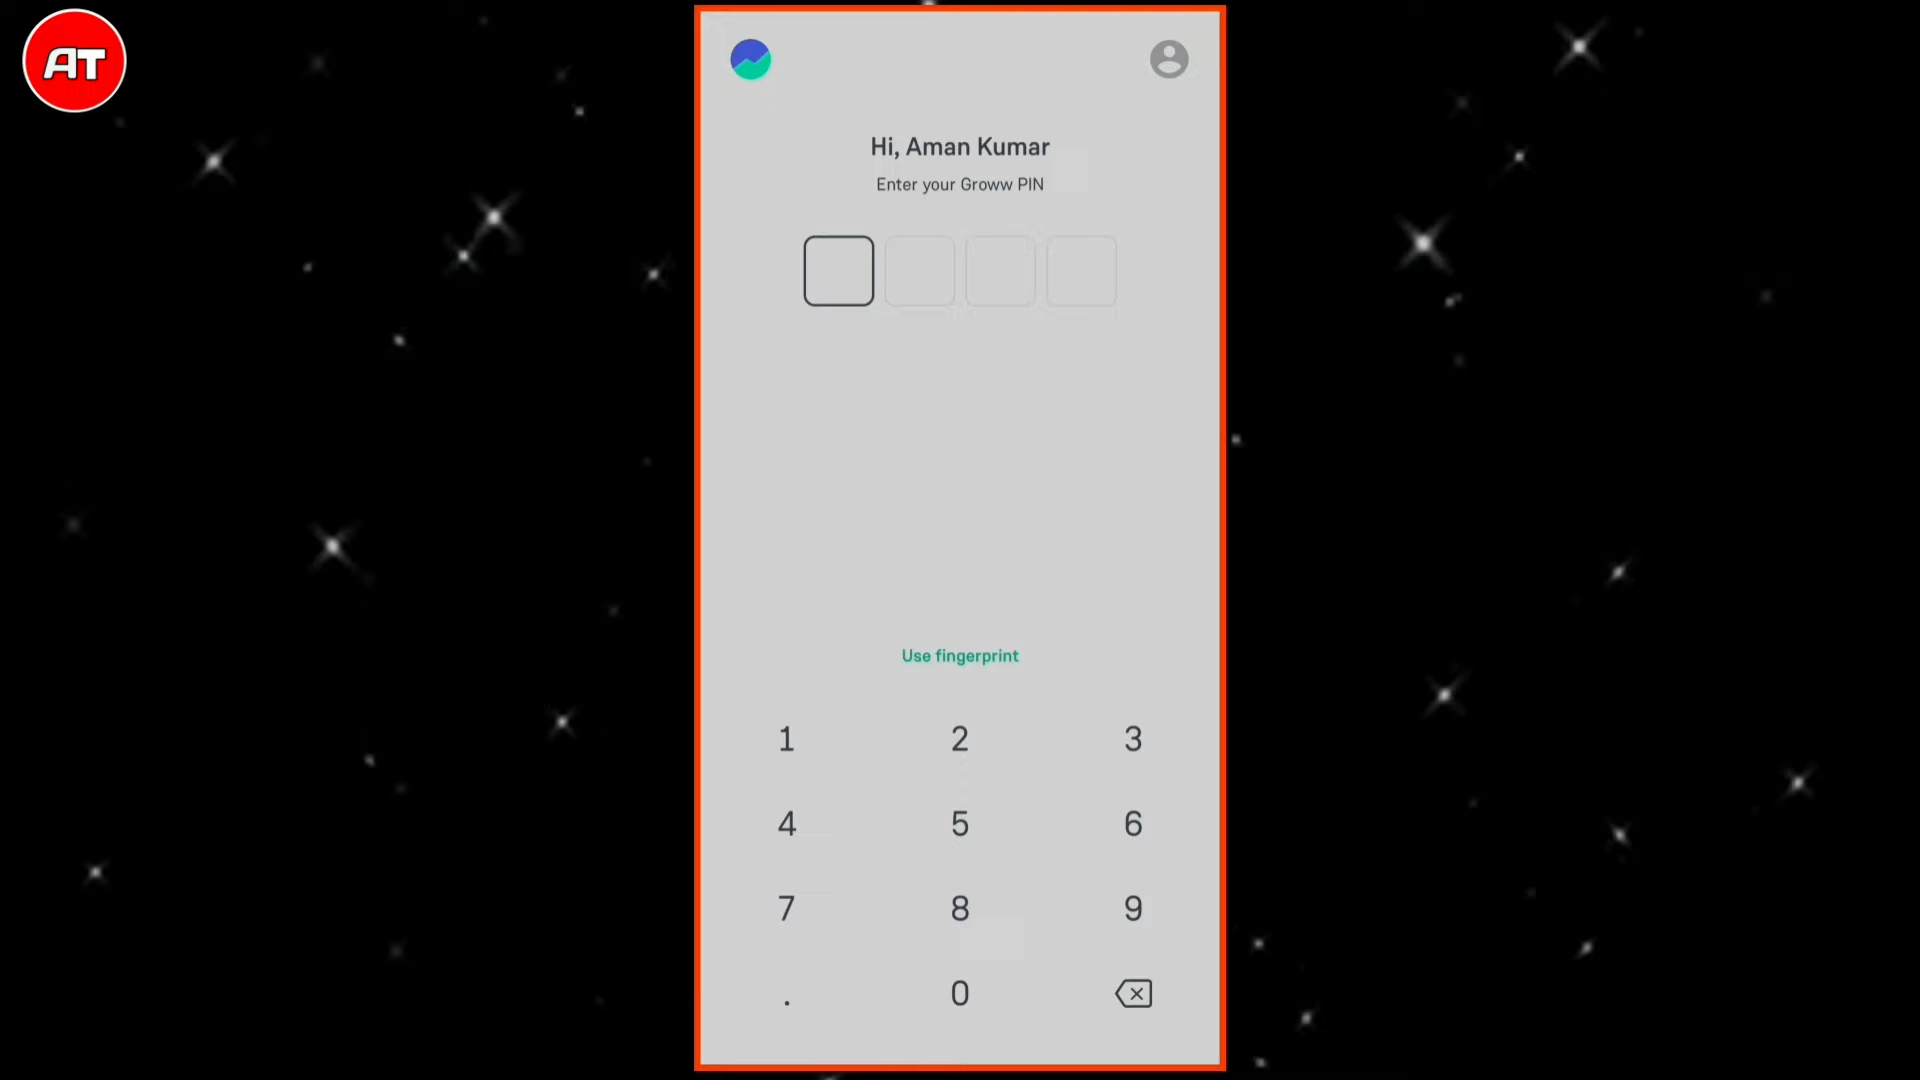 AT
Hi, Aman Kumar
Enter your Groww PIN
Use fingerprint
1 2 3
4 5 6
7 8 9
. 0